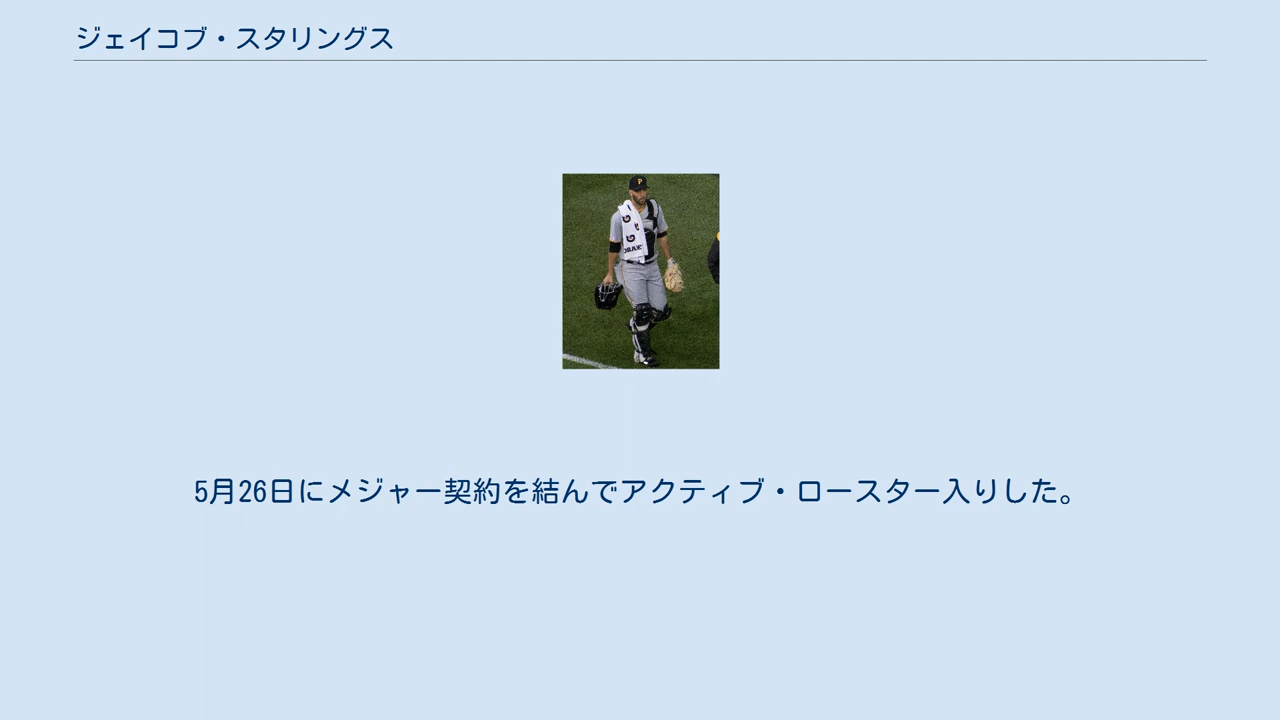 ジェイコブ・スタリングス
5月26日にメジャー契約を結んでアクティブ・ロースター入りした。